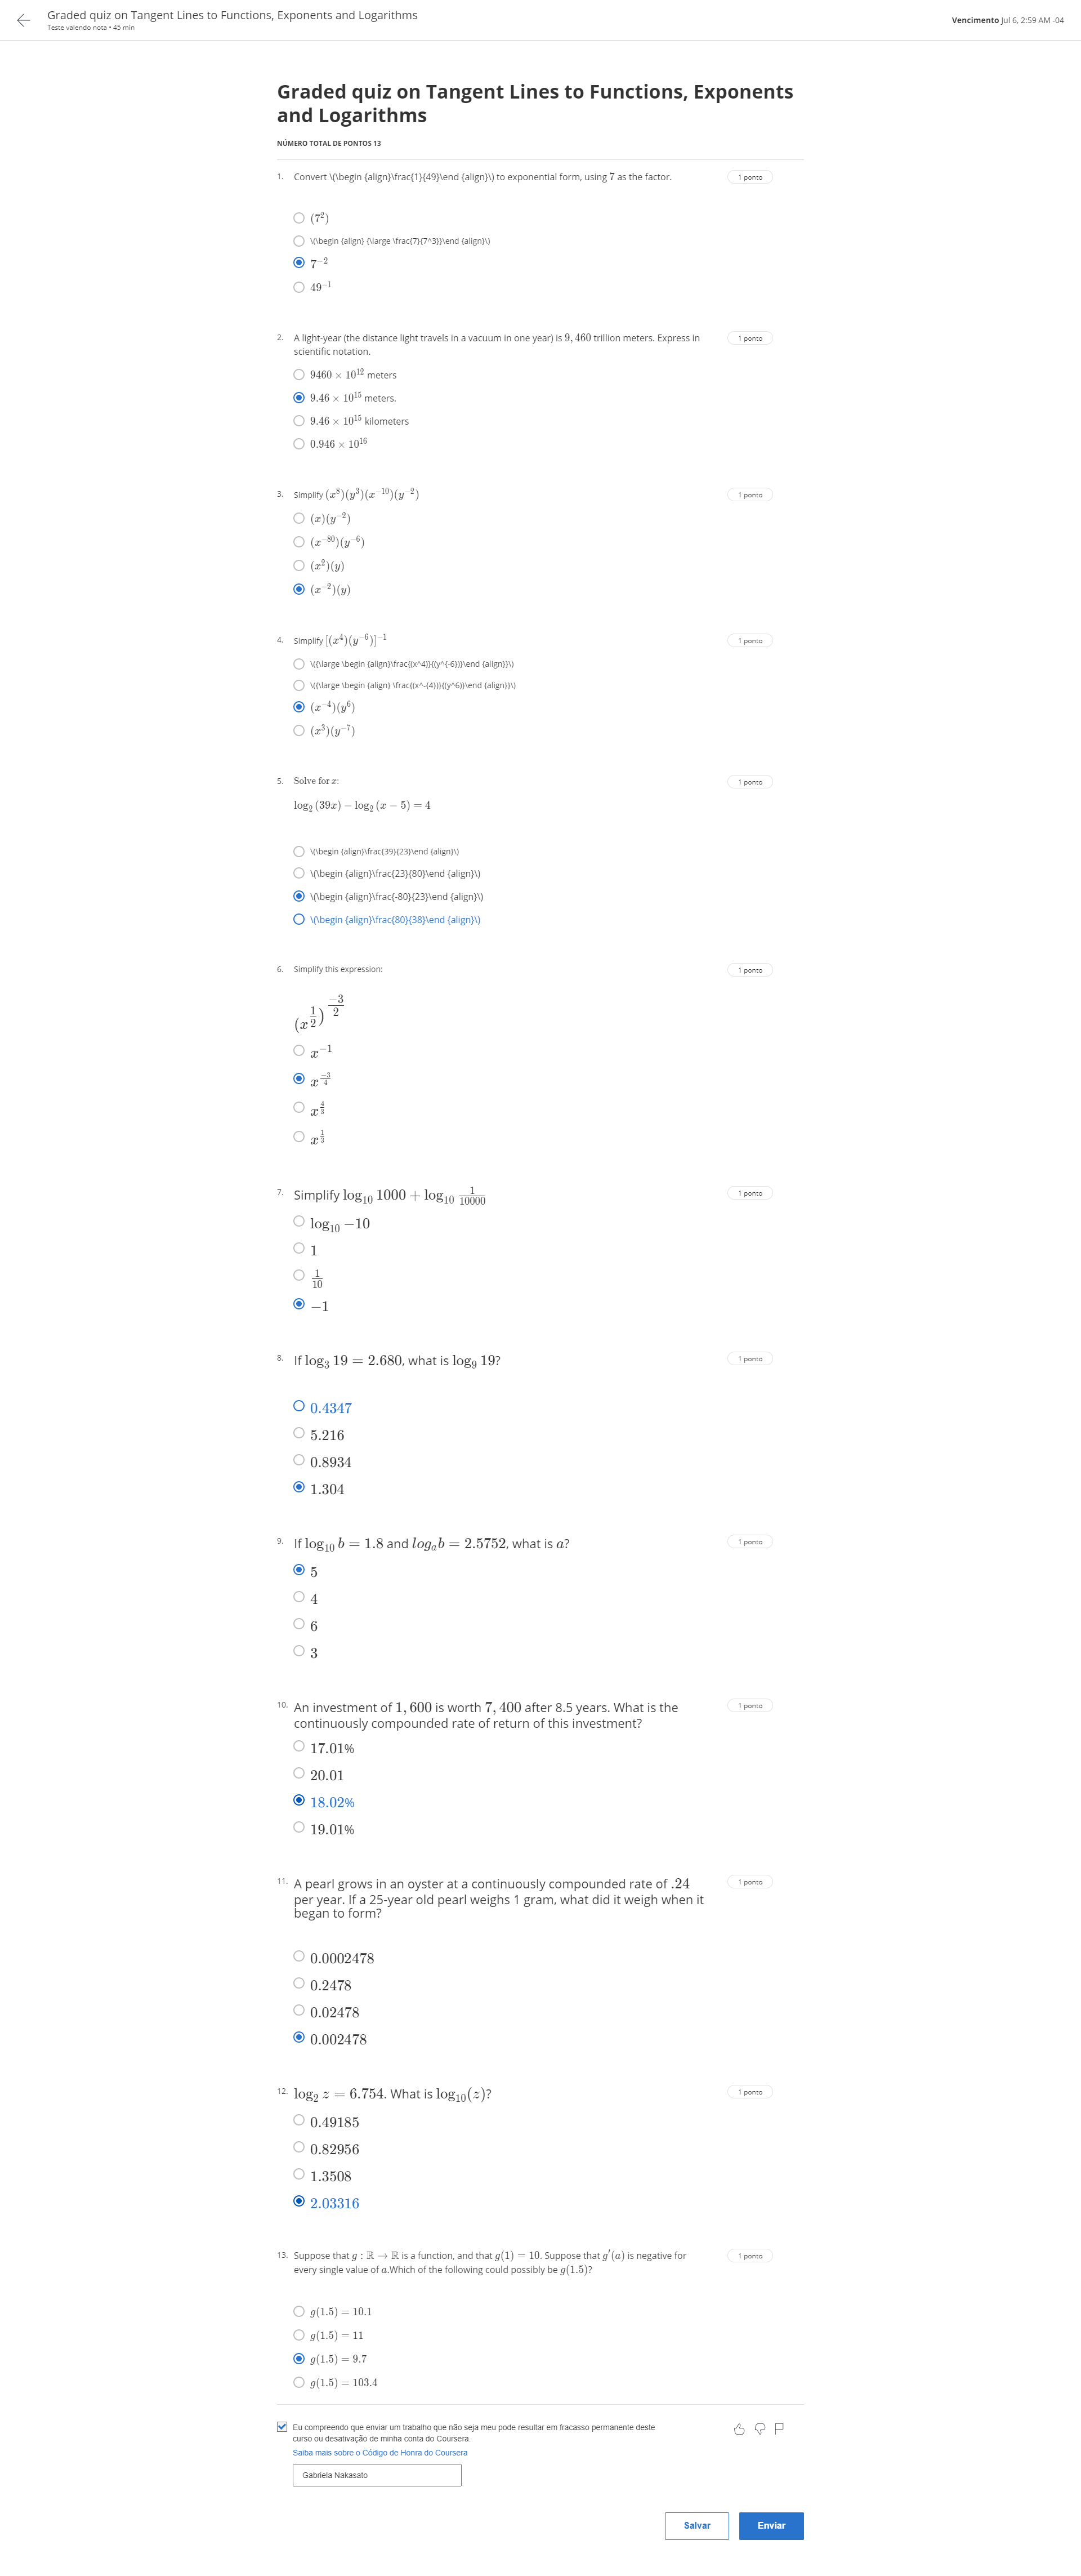 Graded quiz on Tangent Lines to Functions, Exponents and Logarithms
Teste valendo nota • 45 min
Vencimento Jul 6, 2:59 AM -04
Graded quiz on Tangent Lines to Functions, Exponents
and Logarithms
NÚMERO TOTAL DE PONTOS 13
1. Convert \(\begin {align}\frac{1}{49}\end {align}\) to exponential form, using 7 as the factor.
1 ponto
(7^2)
\(\begin {align} {\large \frac{7}{7^3}}\end {align}\)
7^{-2}
49^{-1}
2. A light-year (the distance light travels in a vacuum in one year) is 9,460 trillion meters. Express in
scientific notation.
1 ponto
9460 × 10^{12} meters
9.46 × 10^{15} meters.
9.46 × 10^{15} kilometers
0.946 × 10^{16}
3. Simplify (x^8)(y^3)(x^{-10})(y^{-2})
1 ponto
(x)(y^{-2})
(x^{-80})(y^{-6})
(x^2)(y)
(x^{-2})(y)
4. Simplify [(x^4)(y^{-6})]^{-1}
1 ponto
\({\large \begin {align}\frac{(x^4)}{(y^{-6})}\end {align}}\)
\({\large \begin {align} \frac{(x^-{4})}{(y^6)}\end {align}}\)
(x^{-4})(y^6)
(x^3)(y^{-7})
5. Solve for x:
1 ponto
log_2 (39x) − log_2 (x − 5) = 4
\(\begin {align}\frac{39}{23}\end {align}\)
\(\begin {align}\frac{23}{80}\end {align}\)
\(\begin {align}\frac{-80}{23}\end {align}\)
\(\begin {align}\frac{80}{38}\end {align}\)
6. Simplify this expression:
1 ponto
(x^{1/2})^{-3/2}
x^{-1}
x^{-3/4}
x^{4/3}
x^{1/3}
7. Simplify log_{10} 1000 + log_{10} 1/10000
1 ponto
log_{10} −10
1
1/10
−1
8. If log_3 19 = 2.680, what is log_9 19?
1 ponto
0.4347
5.216
0.8934
1.304
9. If log_{10} b = 1.8 and log_a b = 2.5752, what is a?
1 ponto
5
4
6
3
10. An investment of 1,600 is worth 7,400 after 8.5 years. What is the
continuously compounded rate of return of this investment?
1 ponto
17.01%
20.01
18.02%
19.01%
11. A pearl grows in an oyster at a continuously compounded rate of .24
per year. If a 25-year old pearl weighs 1 gram, what did it weigh when it
began to form?
1 ponto
0.0002478
0.2478
0.02478
0.002478
12. log_2 z = 6.754. What is log_{10}(z)?
1 ponto
0.49185
0.82956
1.3508
2.03316
13. Suppose that g : ℝ → ℝ is a function, and that g(1) = 10. Suppose that g′(a) is negative for
every single value of a.Which of the following could possibly be g(1.5)?
1 ponto
g(1.5) = 10.1
g(1.5) = 11
g(1.5) = 9.7
g(1.5) = 103.4
Eu compreendo que enviar um trabalho que não seja meu pode resultar em fracasso permanente deste
curso ou desativação de minha conta do Coursera.
Saiba mais sobre o Código de Honra do Coursera
Gabriela Nakasato
Salvar
Enviar